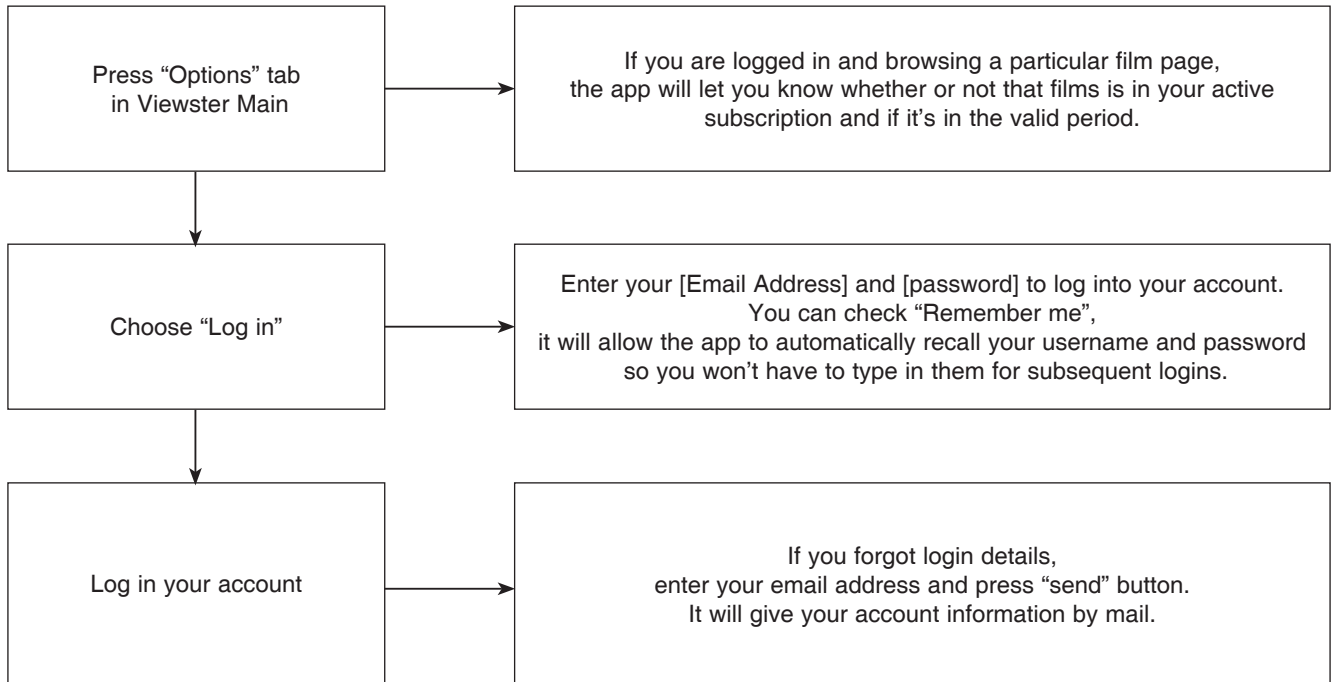 Press “Options” tab
in Viewster Main
If you are logged in and browsing a particular film page,
the app will let you know whether or not that films is in your active
subscription and if it’s in the valid period.
Choose “Log in”
Enter your [Email Address] and [password] to log into your account.
You can check “Remember me”,
it will allow the app to automatically recall your username and password
so you won’t have to type in them for subsequent logins.
Log in your account
If you forgot login details,
enter your email address and press “send” button.
It will give your account information by mail.